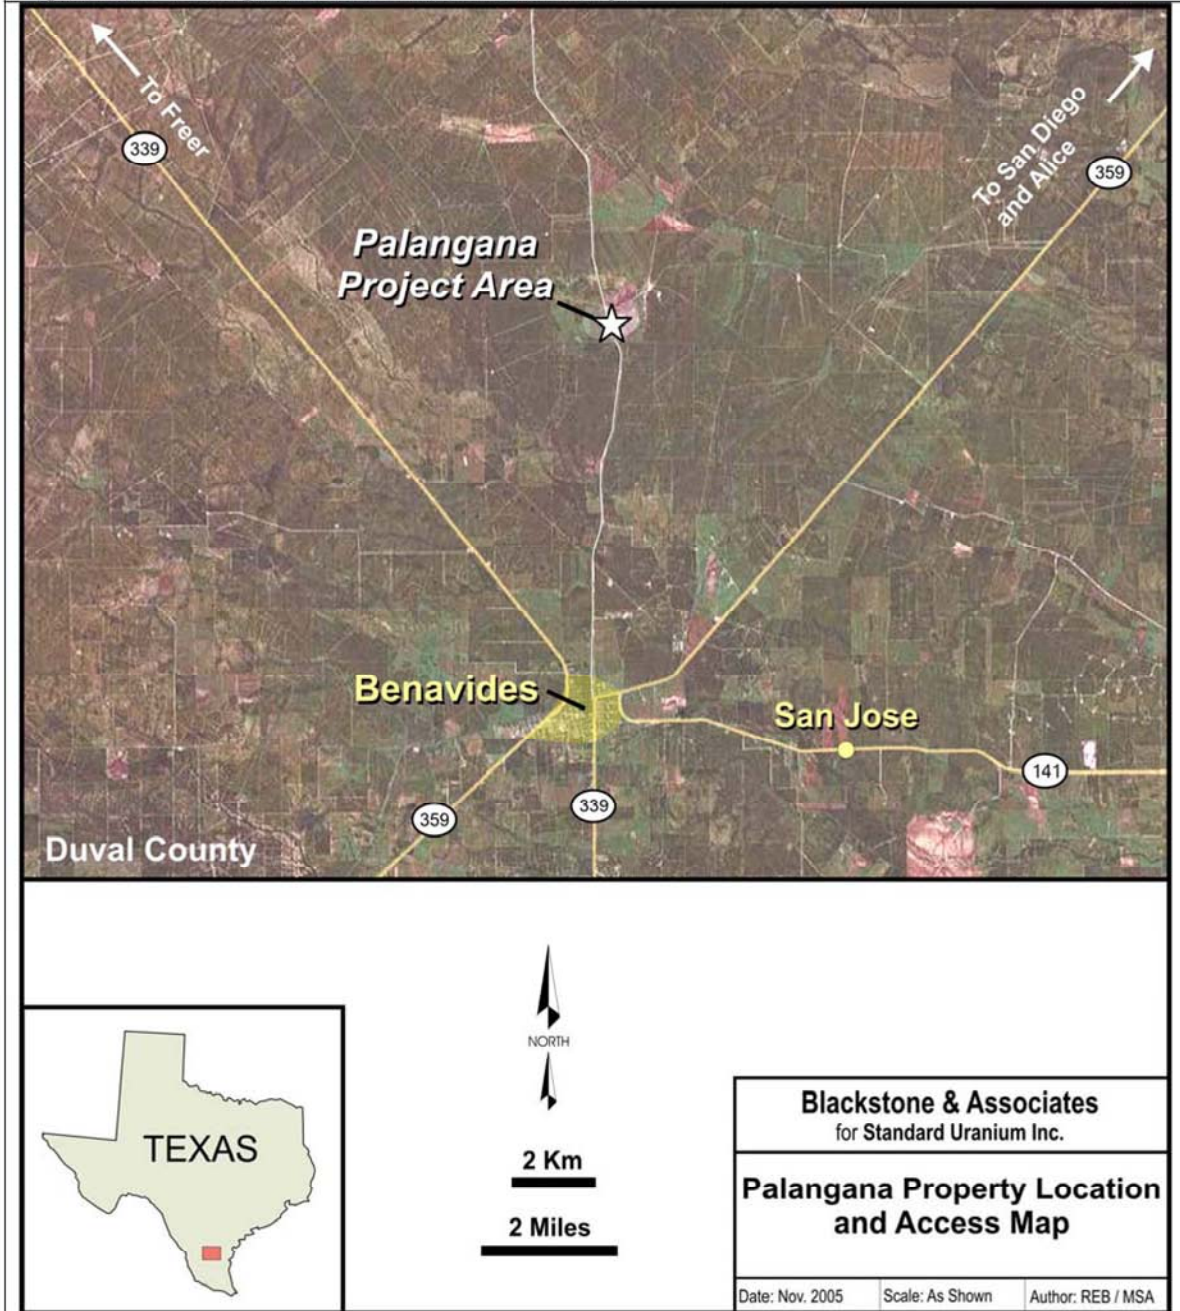 To Freer
339
To San Diego
and Alice
359
Palangana
Project Area
Benavides
San Jose
141
339
359
Duval County
NORTH
2 Km
2 Miles
TEXAS
Blackstone & Associates
for Standard Uranium Inc.
Palangana Property Location
and Access Map
Date: Nov. 2005
Scale: As Shown
Author: REB / MSA